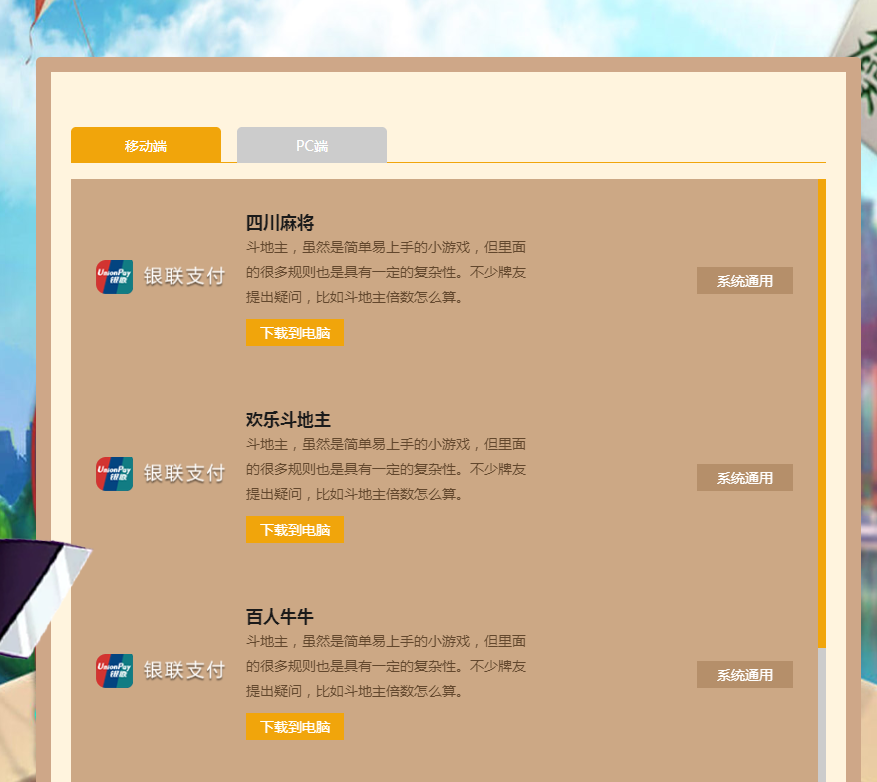 移动端
PC端
四川麻将
斗地主，虽然是简单易上手的小游戏，但里面
的很多规则也是具有一定的复杂性。不少牌友
提出疑问，比如斗地主倍数怎么算。
UnionPay
银联
银联支付
系统通用
下载到电脑
欢乐斗地主
斗地主，虽然是简单易上手的小游戏，但里面
的很多规则也是具有一定的复杂性。不少牌友
提出疑问，比如斗地主倍数怎么算。
UnionPay
银联
银联支付
系统通用
下载到电脑
百人牛牛
斗地主，虽然是简单易上手的小游戏，但里面
的很多规则也是具有一定的复杂性。不少牌友
提出疑问，比如斗地主倍数怎么算。
UnionPay
银联
银联支付
系统通用
下载到电脑